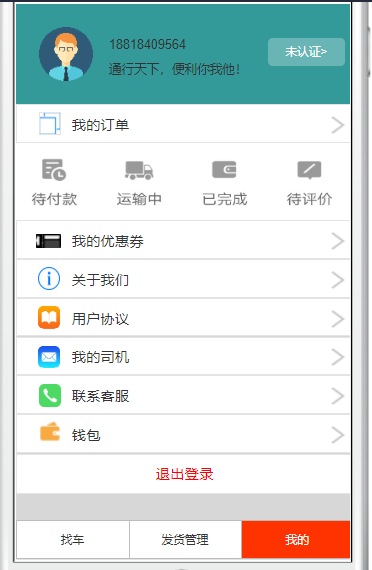 18818409564
未认证>
通行天下，便利你我他!
我的订单
待付款 运输中 已完成 待评价
我的优惠券
关于我们
用户协议
我的司机
联系客服
钱包
退出登录
找车 发货管理 我的